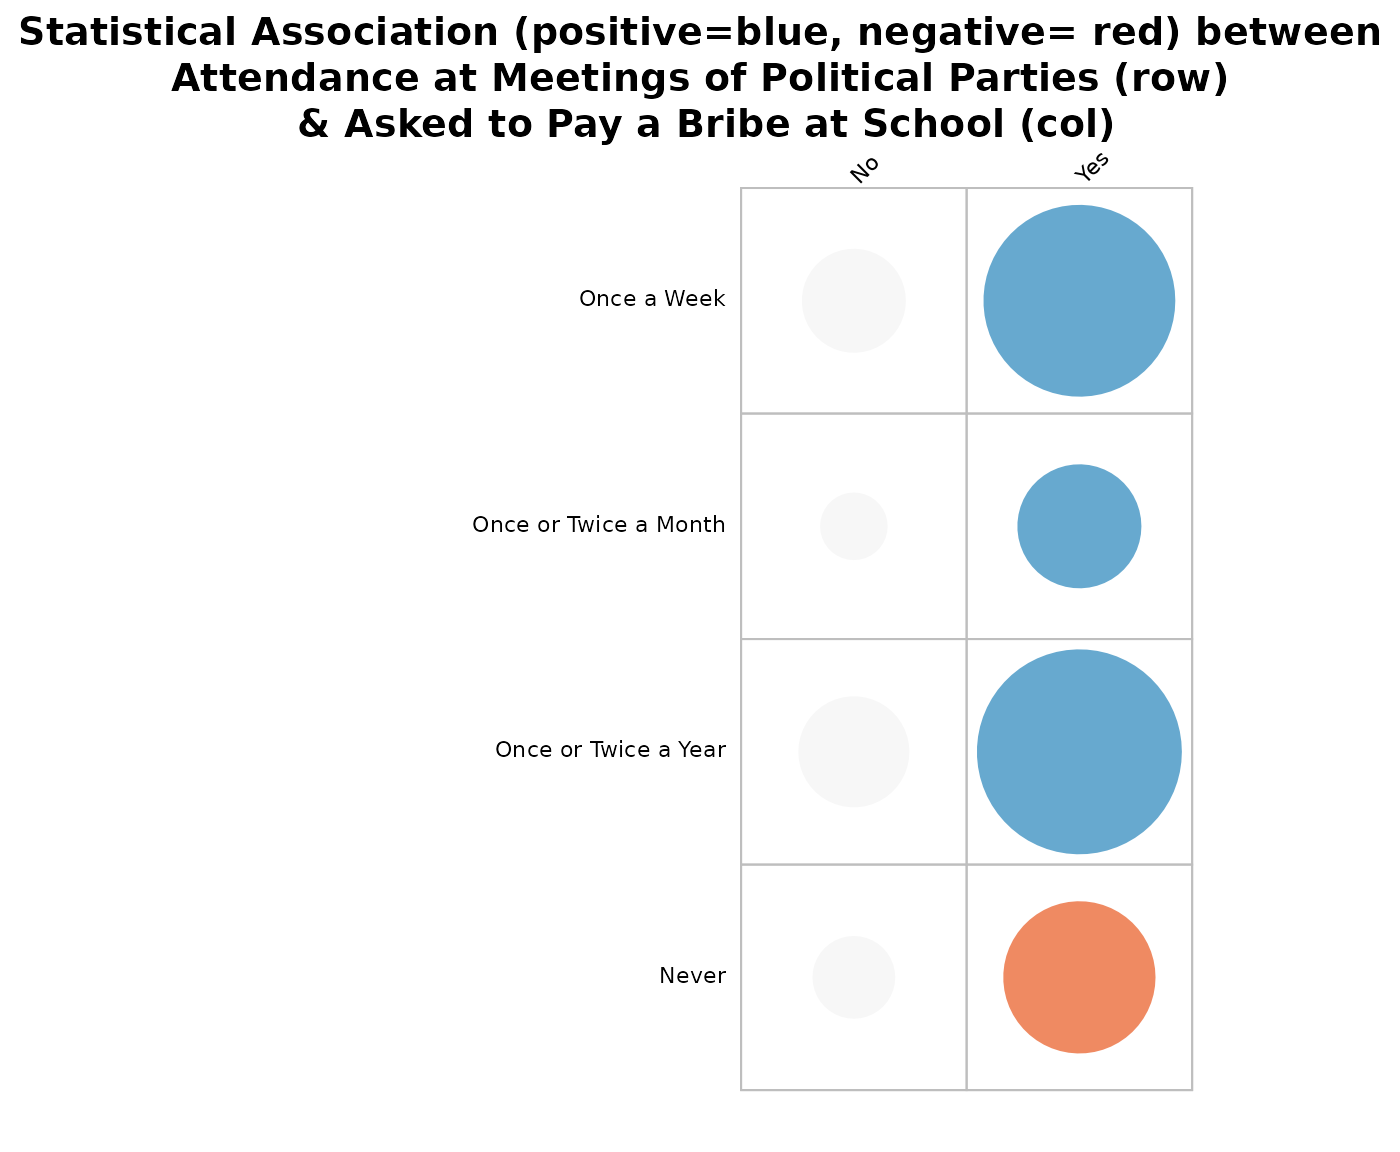 Statistical Association (positive=blue, negative= red) between
Attendance at Meetings of Political Parties (row)
& Asked to Pay a Bribe at School (col)
No
Yes
Once a Week
Once or Twice a Month
Once or Twice a Year
Never